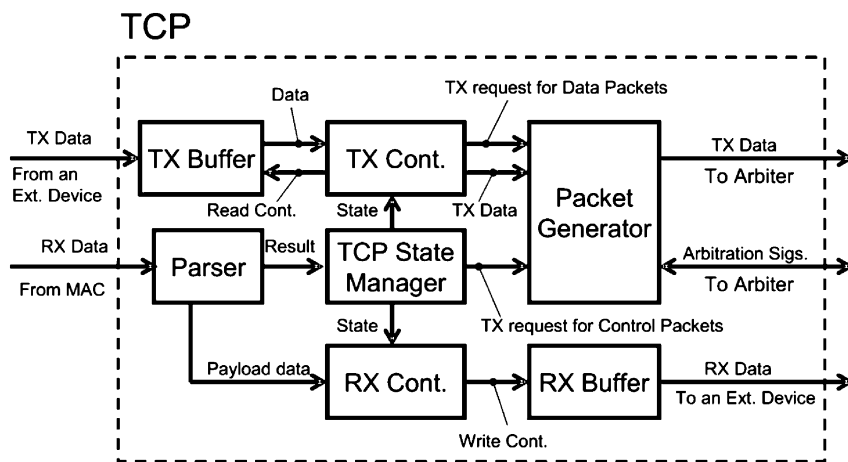 TCP
Data
TX request for Data Packets
TX Data
From an
Ext. Device
TX Buffer
TX Cont.
Read Cont.
State
TX Data
Packet
Generator
TX Data
To Arbiter
RX Data
From MAC
Parser
Result
TCP State
Manager
Arbitration Sigs.
To Arbiter
State
TX request for Control Packets
Payload data
RX Cont.
RX Buffer
RX Data
To an Ext. Device
Write Cont.